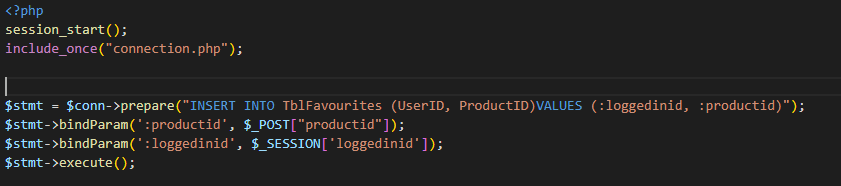 <?php
session_start();
include_once("connection.php");
$stmt = $conn->prepare("INSERT INTO TblFavourites (UserID, ProductID)VALUES (:loggedinid, :productid)");
$stmt->bindParam(':productid', $_POST["productid"]);
$stmt->bindParam(':loggedinid', $_SESSION['loggedinid']);
$stmt->execute();